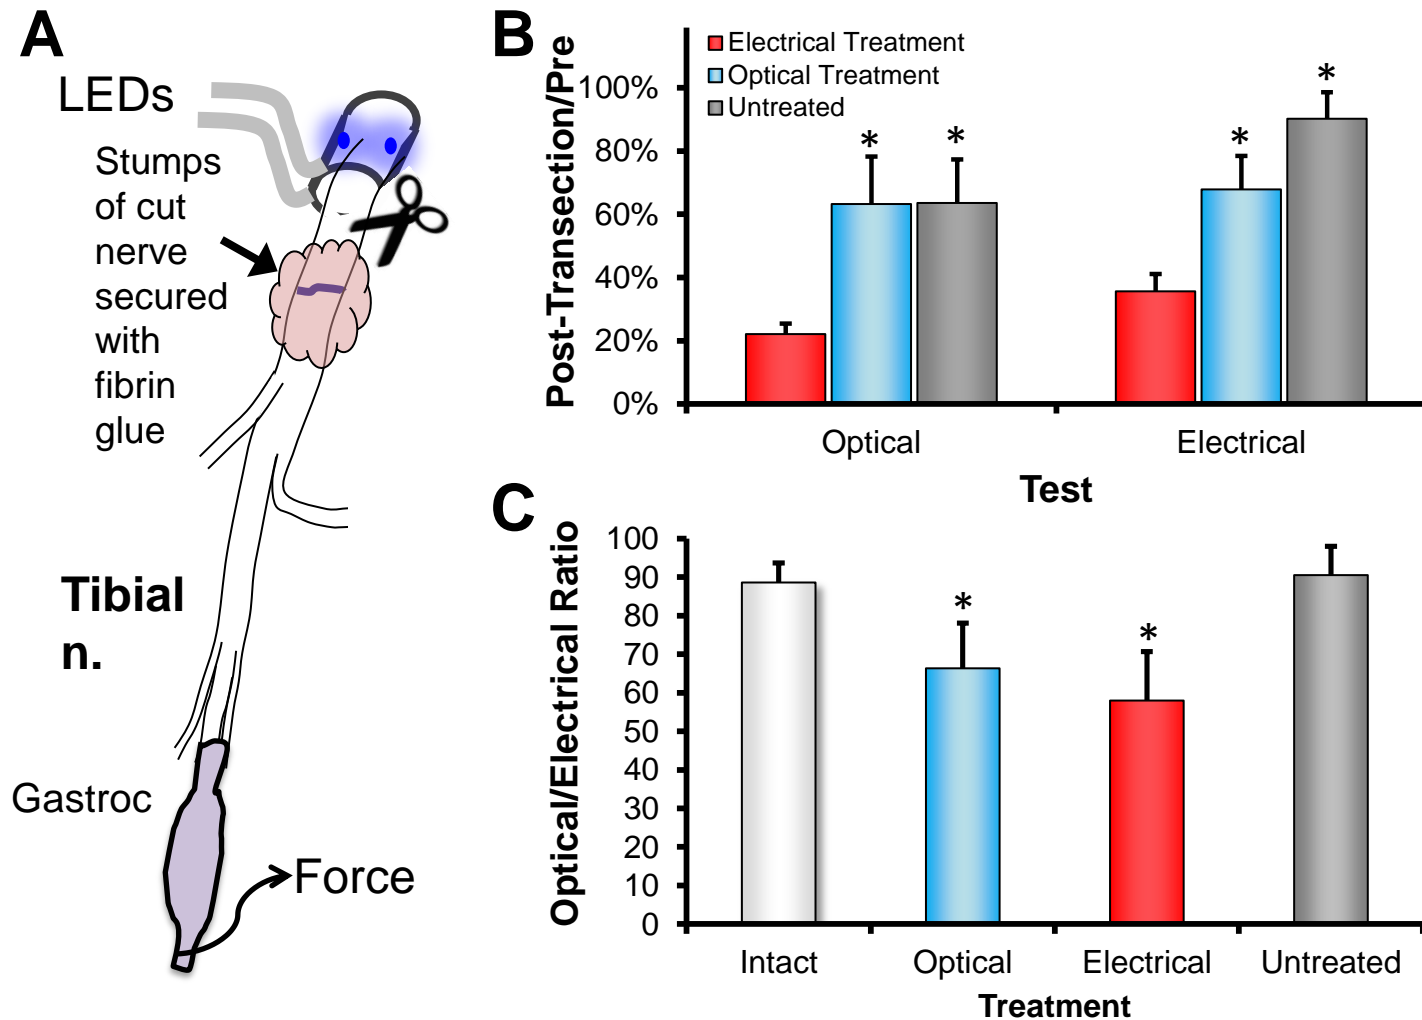 A
LEDs
Stumps
of cut
nerve
secured
with
fibrin
glue
Tibial
n.
Gastroc
Force
B
Post-Transection/Pre
Electrical Treatment
Optical Treatment
Untreated
100%
80%
60%
40%
20%
0%
*
*
*
*
Optical
Electrical
Test
C
Optical/Electrical Ratio
100
90
80
70
60
50
40
30
20
10
0
*
*
Intact
Optical
Electrical
Untreated
Treatment